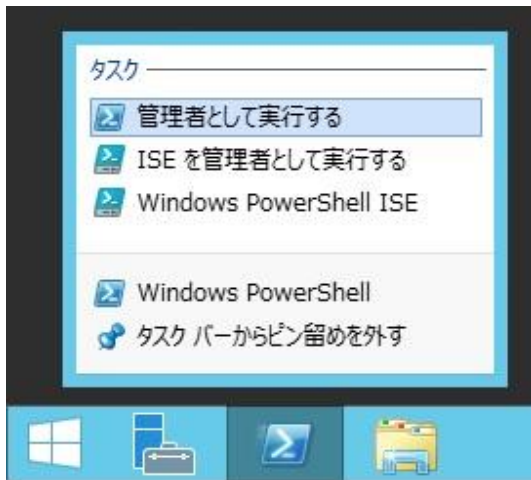 タスク
管理者として実行する
ISE を管理者として実行する
Windows PowerShell ISE
Windows PowerShell
タスク バーからピン留めを外す